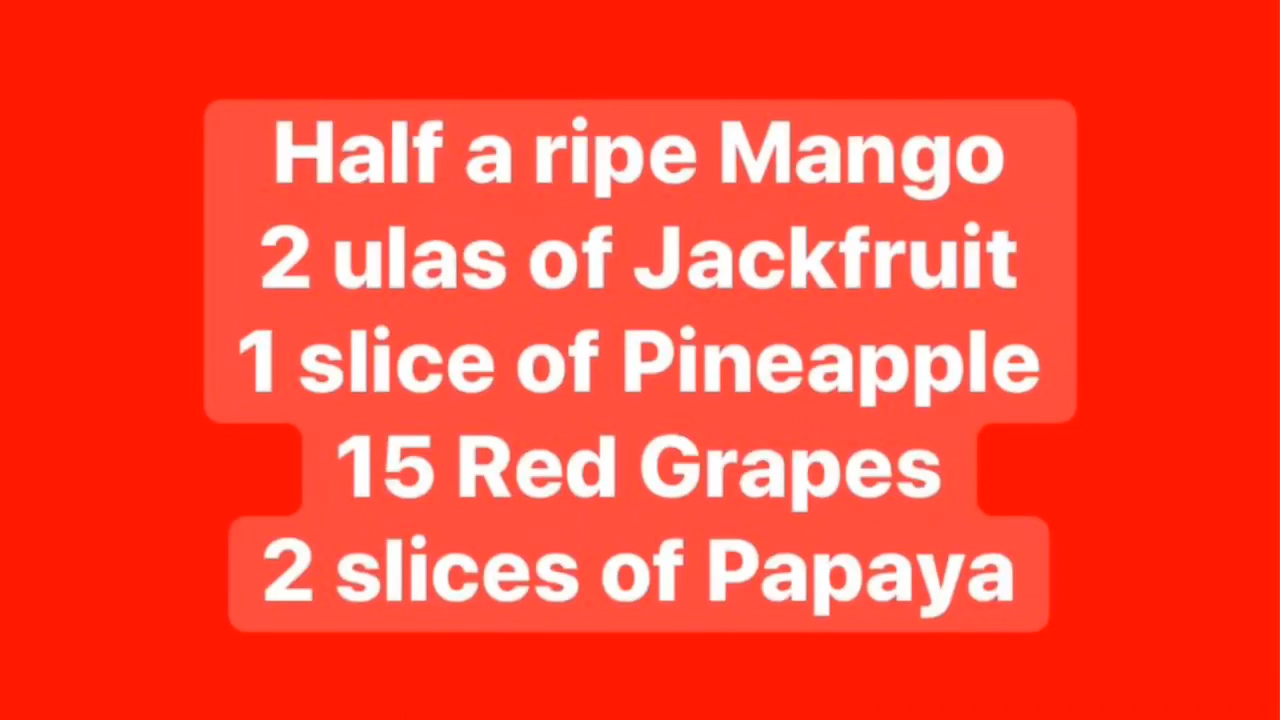 Half a ripe Mango
2 ulas of Jackfruit
1 slice of Pineapple
15 Red Grapes
2 slices of Papaya